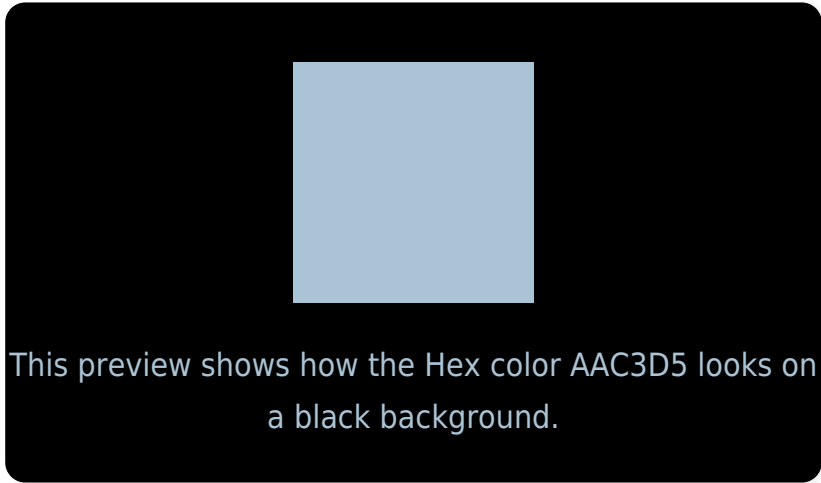 This preview shows how the Hex color AAC3D5 looks on
a black background.